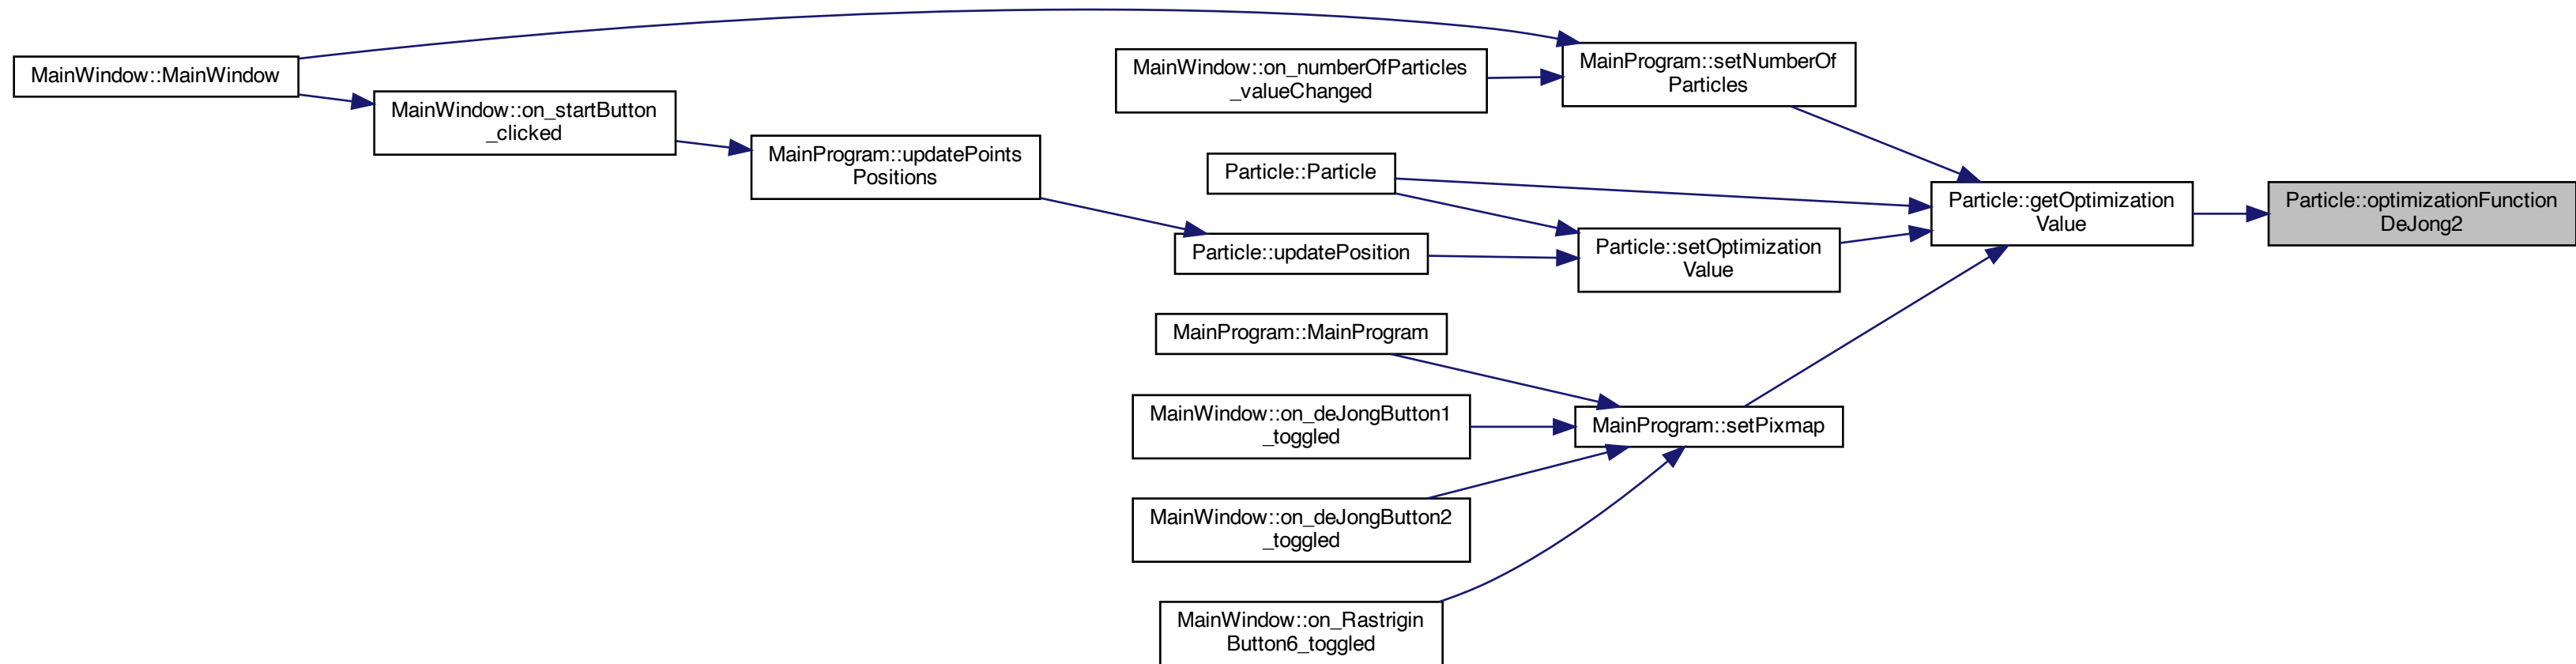 MainWindow::MainWindow
MainWindow::on_startButton
_clicked
MainProgram::updatePoints
Positions
MainWindow::on_numberOfParticles
_valueChanged
Particle::Particle
Particle::updatePosition
MainProgram::MainProgram
MainWindow::on_deJongButton1
_toggled
MainWindow::on_deJongButton2
_toggled
MainWindow::on_Rastrigin
Button6_toggled
MainProgram::setNumberOf
Particles
Particle::setOptimization
Value
MainProgram::setPixmap
Particle::getOptimization
Value
Particle::optimizationFunction
DeJong2